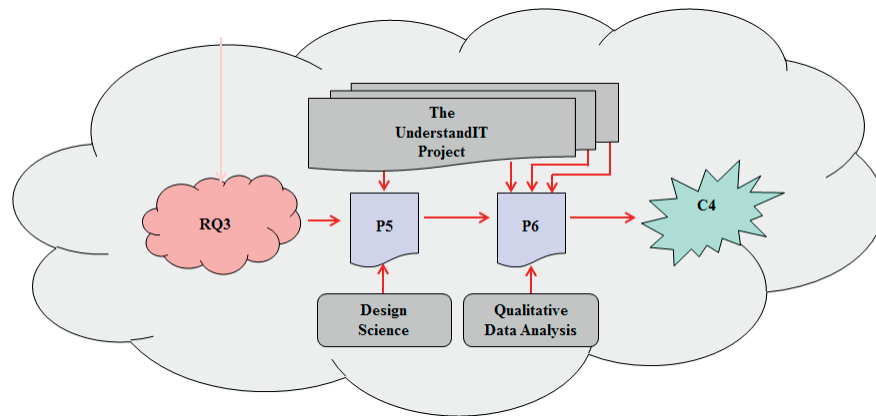 The
UnderstandIT
Project
RQ3
P5
P6
C4
Design
Science
Qualitative
Data Analysis